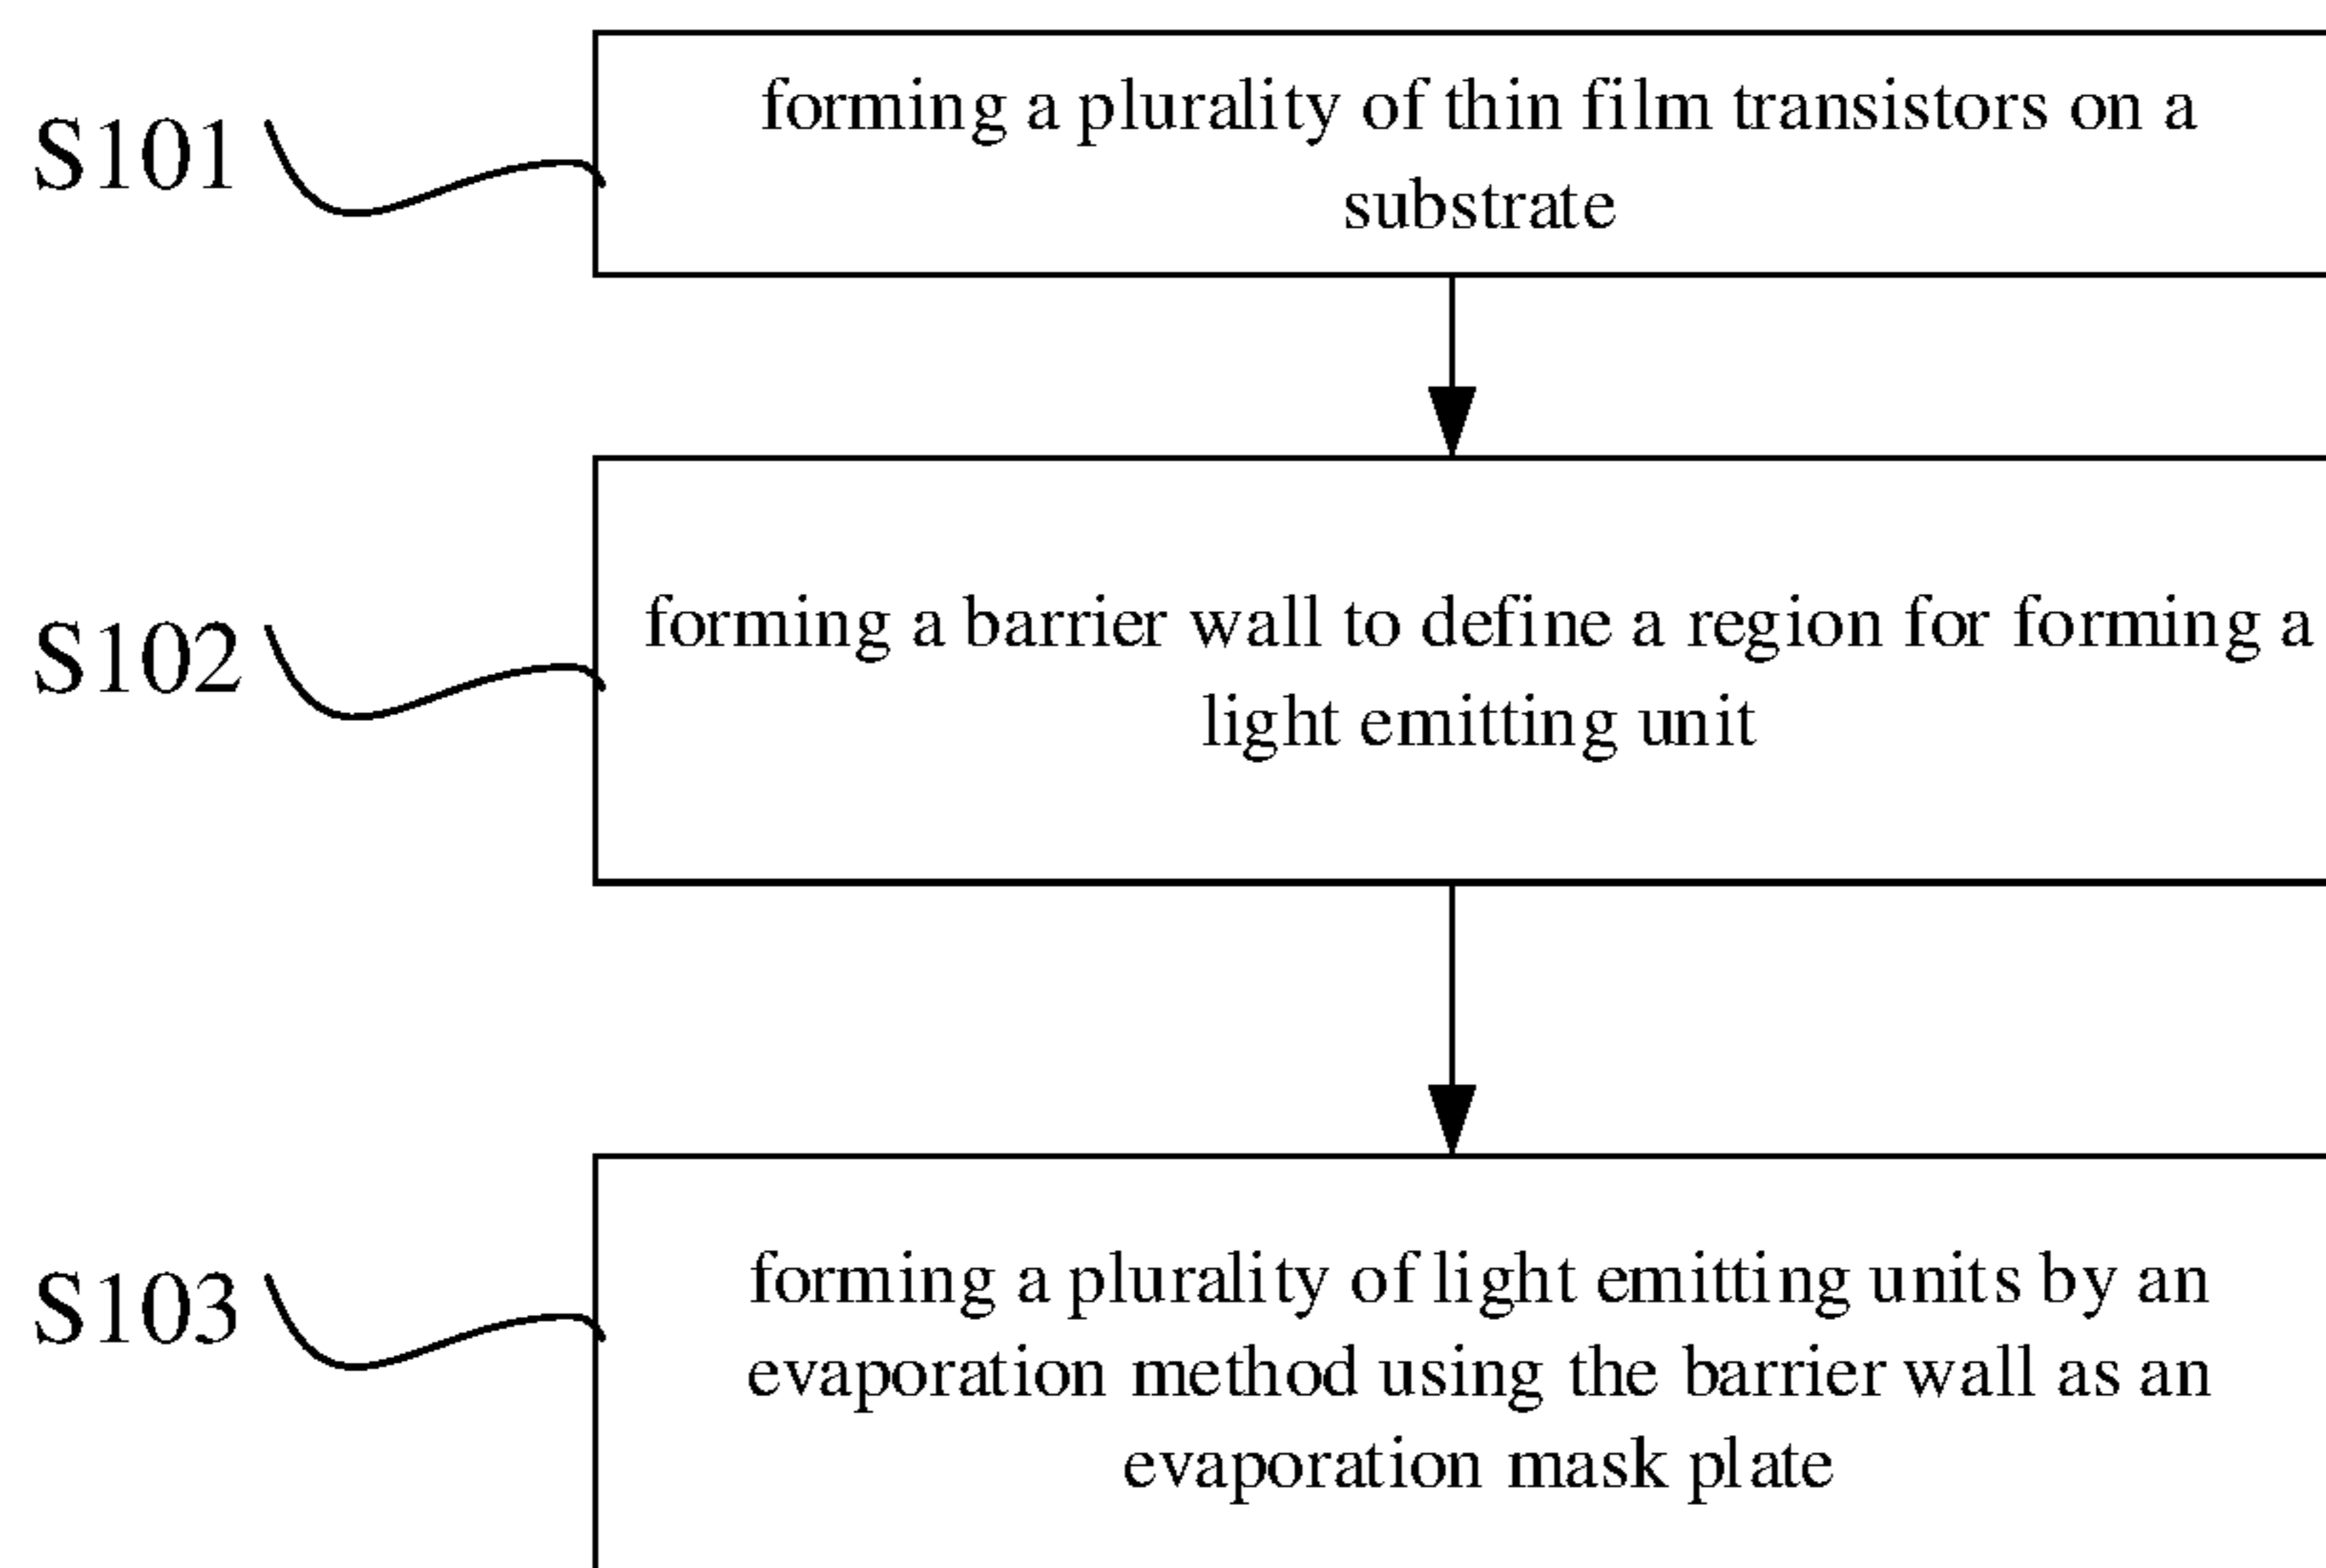 S101
forming a plurality of thin film transistors on a
substrate
S102
forming a barrier wall to define a region for forming a
light emitting unit
S103
forming a plurality of light emitting units by an
evaporation method using the barrier wall as an
evaporation mask plate